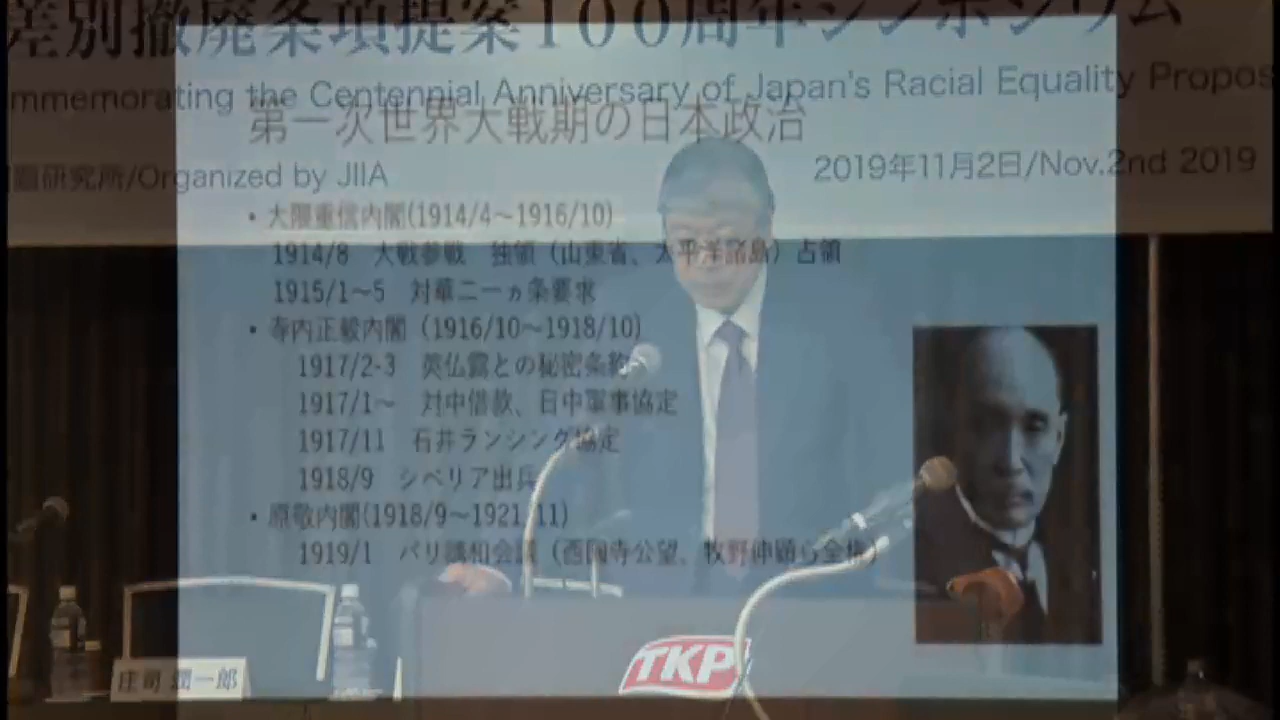 差別撤廃条項提案100周年シンポジウム
mmemorating the Centennial Anniversary of Japan's Racial Equality Propos
第一次世界大戦期の日本政治
題研究所/Organized by JIIA
2019年11月2日/Nov.2nd 2019
・大隈重信内閣(1914/4～1916/10)
1914/8 大戦参戦 独領（山東省、太平洋諸島）占領
1915/1～5 対華二一ヵ条要求
・寺内正毅内閣（1916/10～1918/10）
1917/2-3 英仏露との秘密条約
1917/1～ 対中借款、日中軍事協定
1917/11 石井ランシング協定
1918/9 シベリア出兵
・原敬内閣(1918/9～1921/11)
1919/1 パリ講和会議（西園寺公望、牧野伸顕ら全権）
TKP
庄司 潤一郎